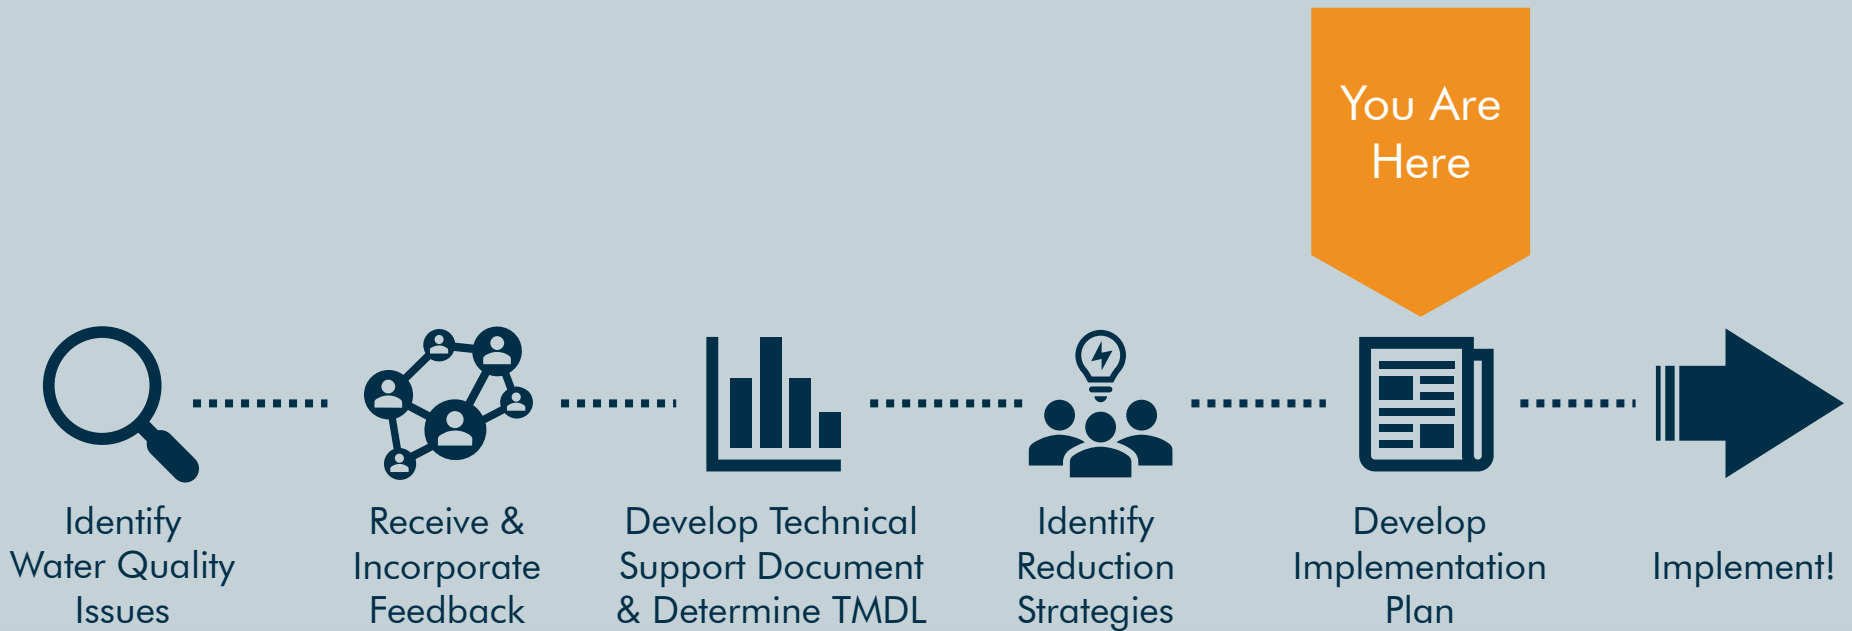 You Are
Here
Identify
Water Quality
Issues
Receive &
Incorporate
Feedback
Develop Technical
Support Document
& Determine TMDL
Identify
Reduction
Strategies
Develop
Implementation
Plan
Implement!